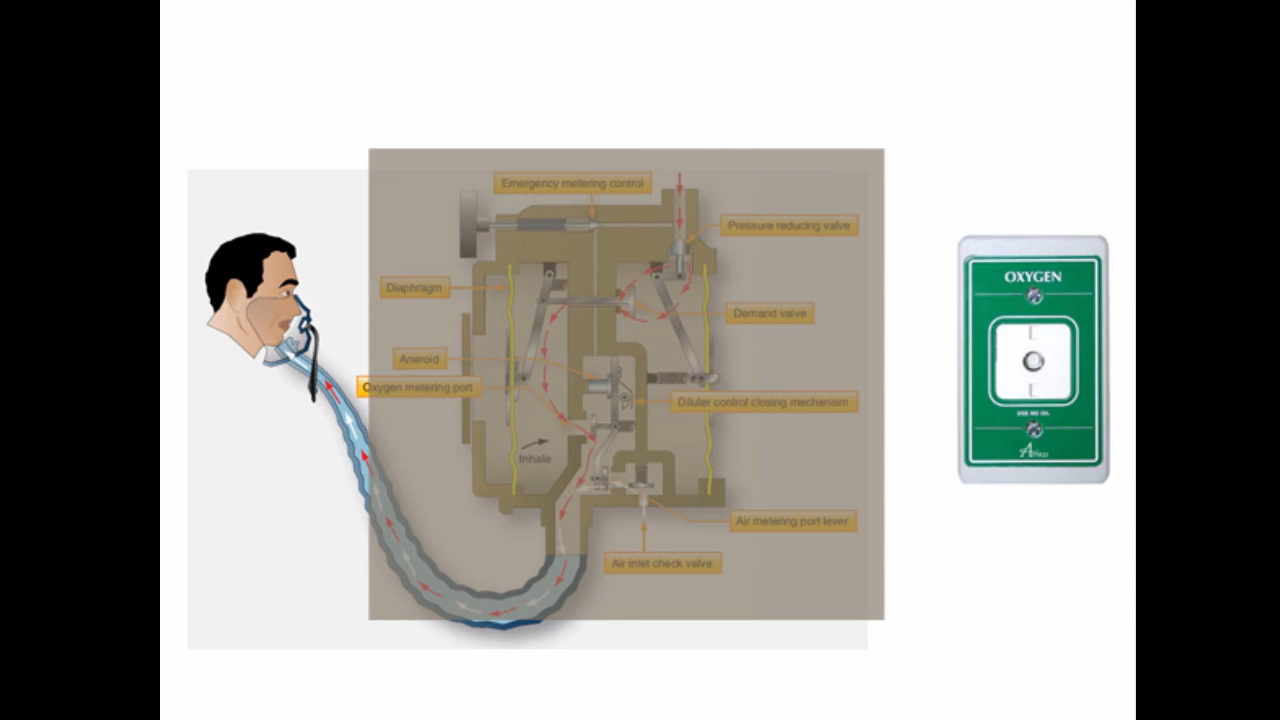 Emergency metering control
Pressure reducing valve
Diaphragm
Demand valve
Aneroid
Oxygen metering port
Diluter control closing mechanism
Inhale
Air metering port lever
Air inlet check valve
OXYGEN
USE NO OIL
Amico